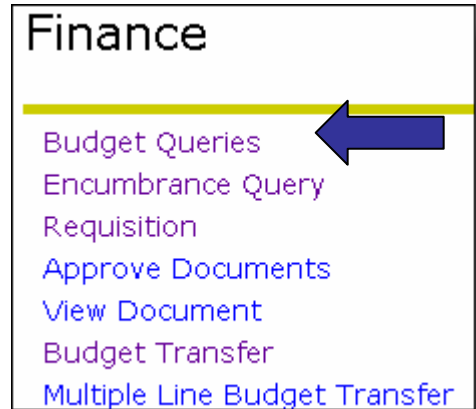 Finance
Budget Queries
Encumbrance Query
Requisition
Approve Documents
View Document
Budget Transfer
Multiple Line Budget Transfer